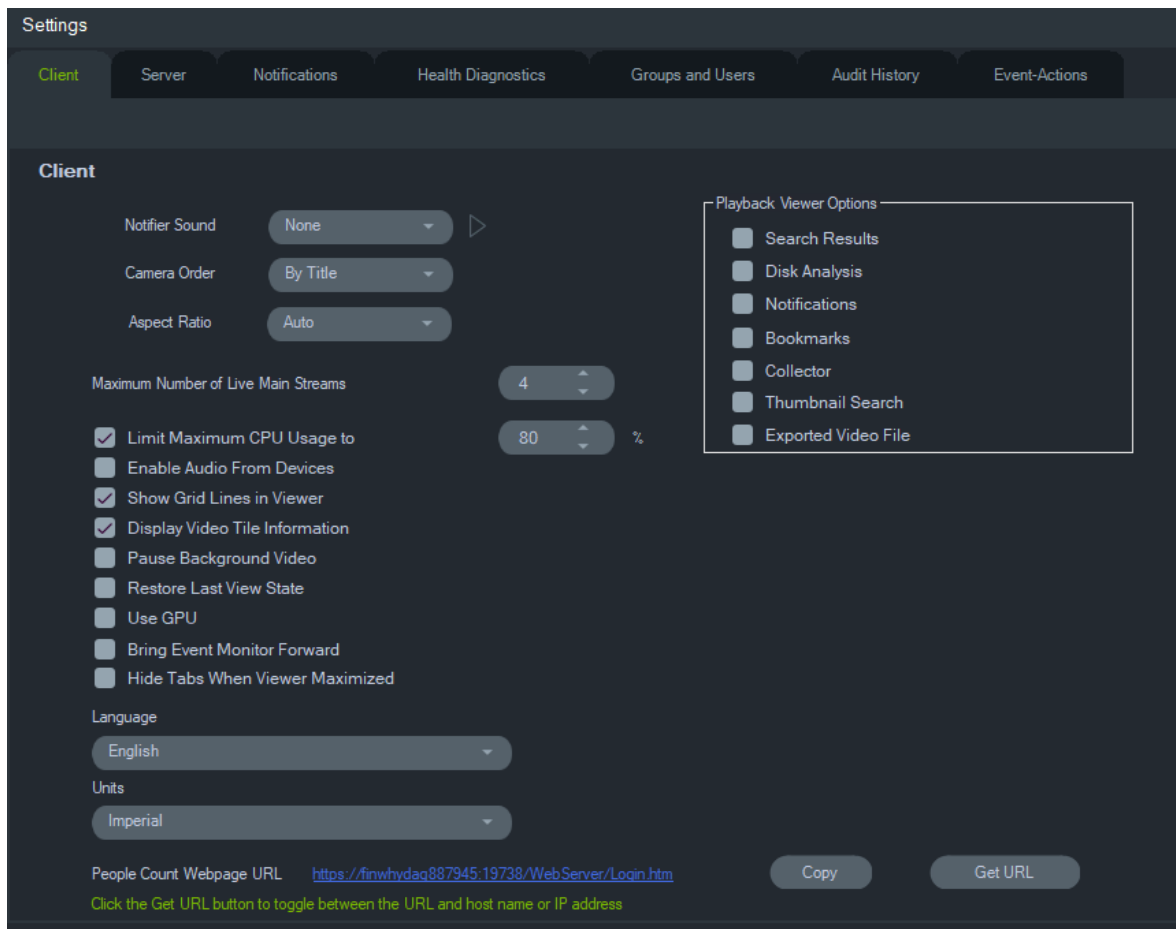 Settings
Client
Server
Notifications
Health Diagnostics
Groups and Users
Audit History
Event-Actions
Client
Notifier Sound
None
Camera Order
By Title
Aspect Ratio
Auto
Maximum Number of Live Main Streams
4
Limit Maximum CPU Usage to
80
%
Enable Audio From Devices
Show Grid Lines in Viewer
Display Video Tile Information
Pause Background Video
Restore Last View State
Use GPU
Bring Event Monitor Forward
Hide Tabs When Viewer Maximized
Language
English
Units
Imperial
People Count Webpage URL
https://finwhydaq887945:19738/WebServer/Login.htm
Copy
Get URL
Click the Get URL button to toggle between the URL and host name or IP address
Playback Viewer Options
Search Results
Disk Analysis
Notifications
Bookmarks
Collector
Thumbnail Search
Exported Video File